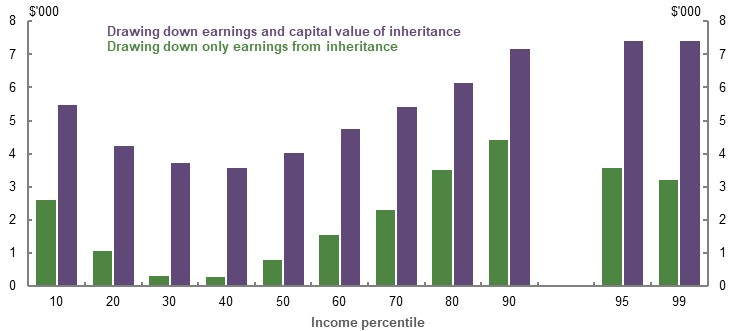 $'000 $'000
Drawing down earnings and capital value of inheritance
Drawing down only earnings from inheritance
8 8
7 7
6 6
5 5
4 4
3 3
2 2
1 1
0 0
10 20 30 40 50 60 70 80 90 95 99
Income percentile